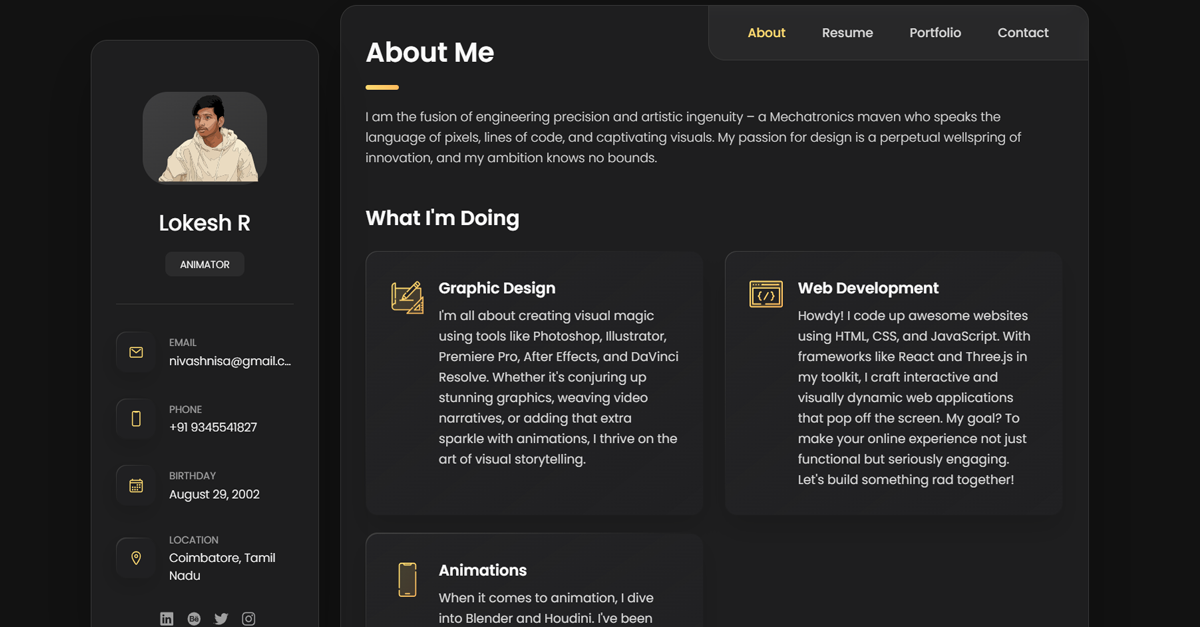 Lokesh R
ANIMATOR
EMAIL
nivashnisa@gmail.c...
PHONE
+91 9345541827
BIRTHDAY
August 29, 2002
LOCATION
Coimbatore, Tamil
Nadu
About Resume Portfolio Contact
About Me
I am the fusion of engineering precision and artistic ingenuity – a Mechatronics maven who speaks the
language of pixels, lines of code, and captivating visuals. My passion for design is a perpetual wellspring of
innovation, and my ambition knows no bounds.
What I'm Doing
Graphic Design
I'm all about creating visual magic
using tools like Photoshop, Illustrator,
Premiere Pro, After Effects, and DaVinci
Resolve. Whether it's conjuring up
stunning graphics, weaving video
narratives, or adding that extra
sparkle with animations, I thrive on the
art of visual storytelling.
Web Development
Howdy! I code up awesome websites
using HTML, CSS, and JavaScript. With
frameworks like React and Three.js in
my toolkit, I craft interactive and
visually dynamic web applications
that pop off the screen. My goal? To
make your online experience not just
functional but seriously engaging.
Let's build something rad together!
Animations
When it comes to animation, I dive
into Blender and Houdini. I've been